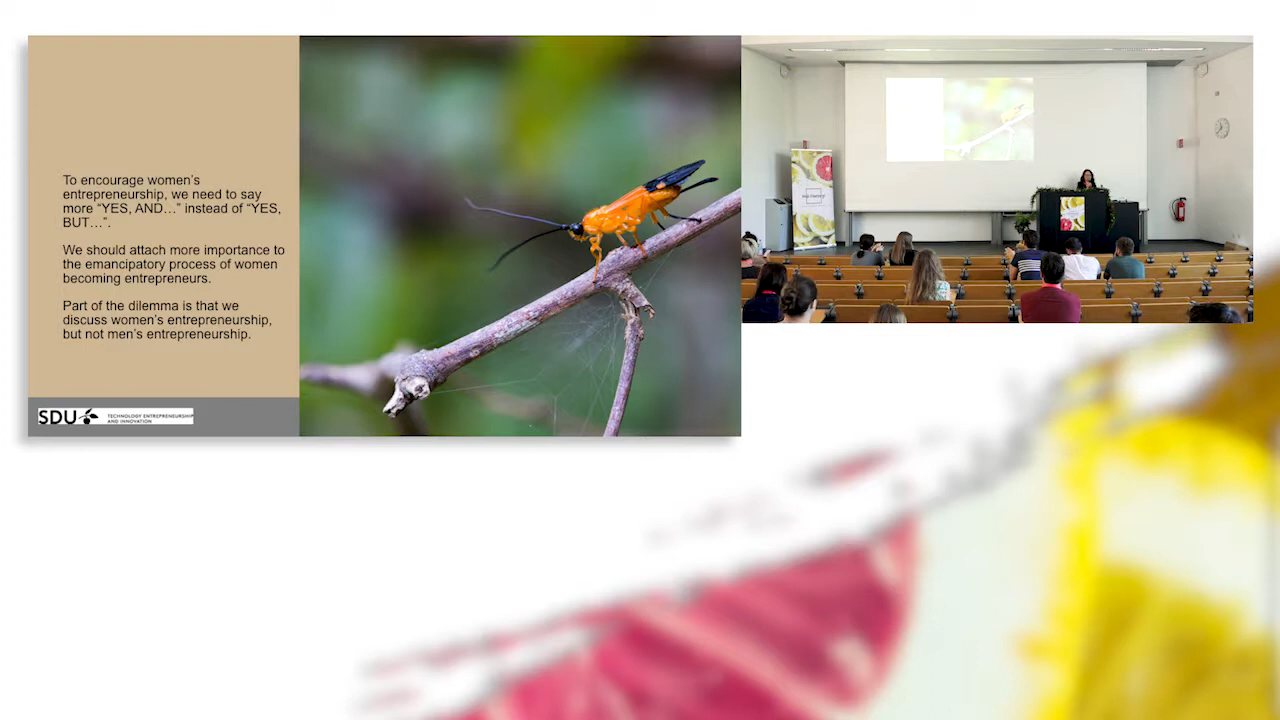 To encourage women's
entrepreneurship, we need to say
more "YES, AND…" instead of "YES,
BUT…".
We should attach more importance to
the emancipatory process of women
becoming entrepreneurs.
Part of the dilemma is that we
discuss women's entrepreneurship,
but not men's entrepreneurship.
SDU
TECHNOLOGY ENTREPRENEURSHIP
AND INNOVATION